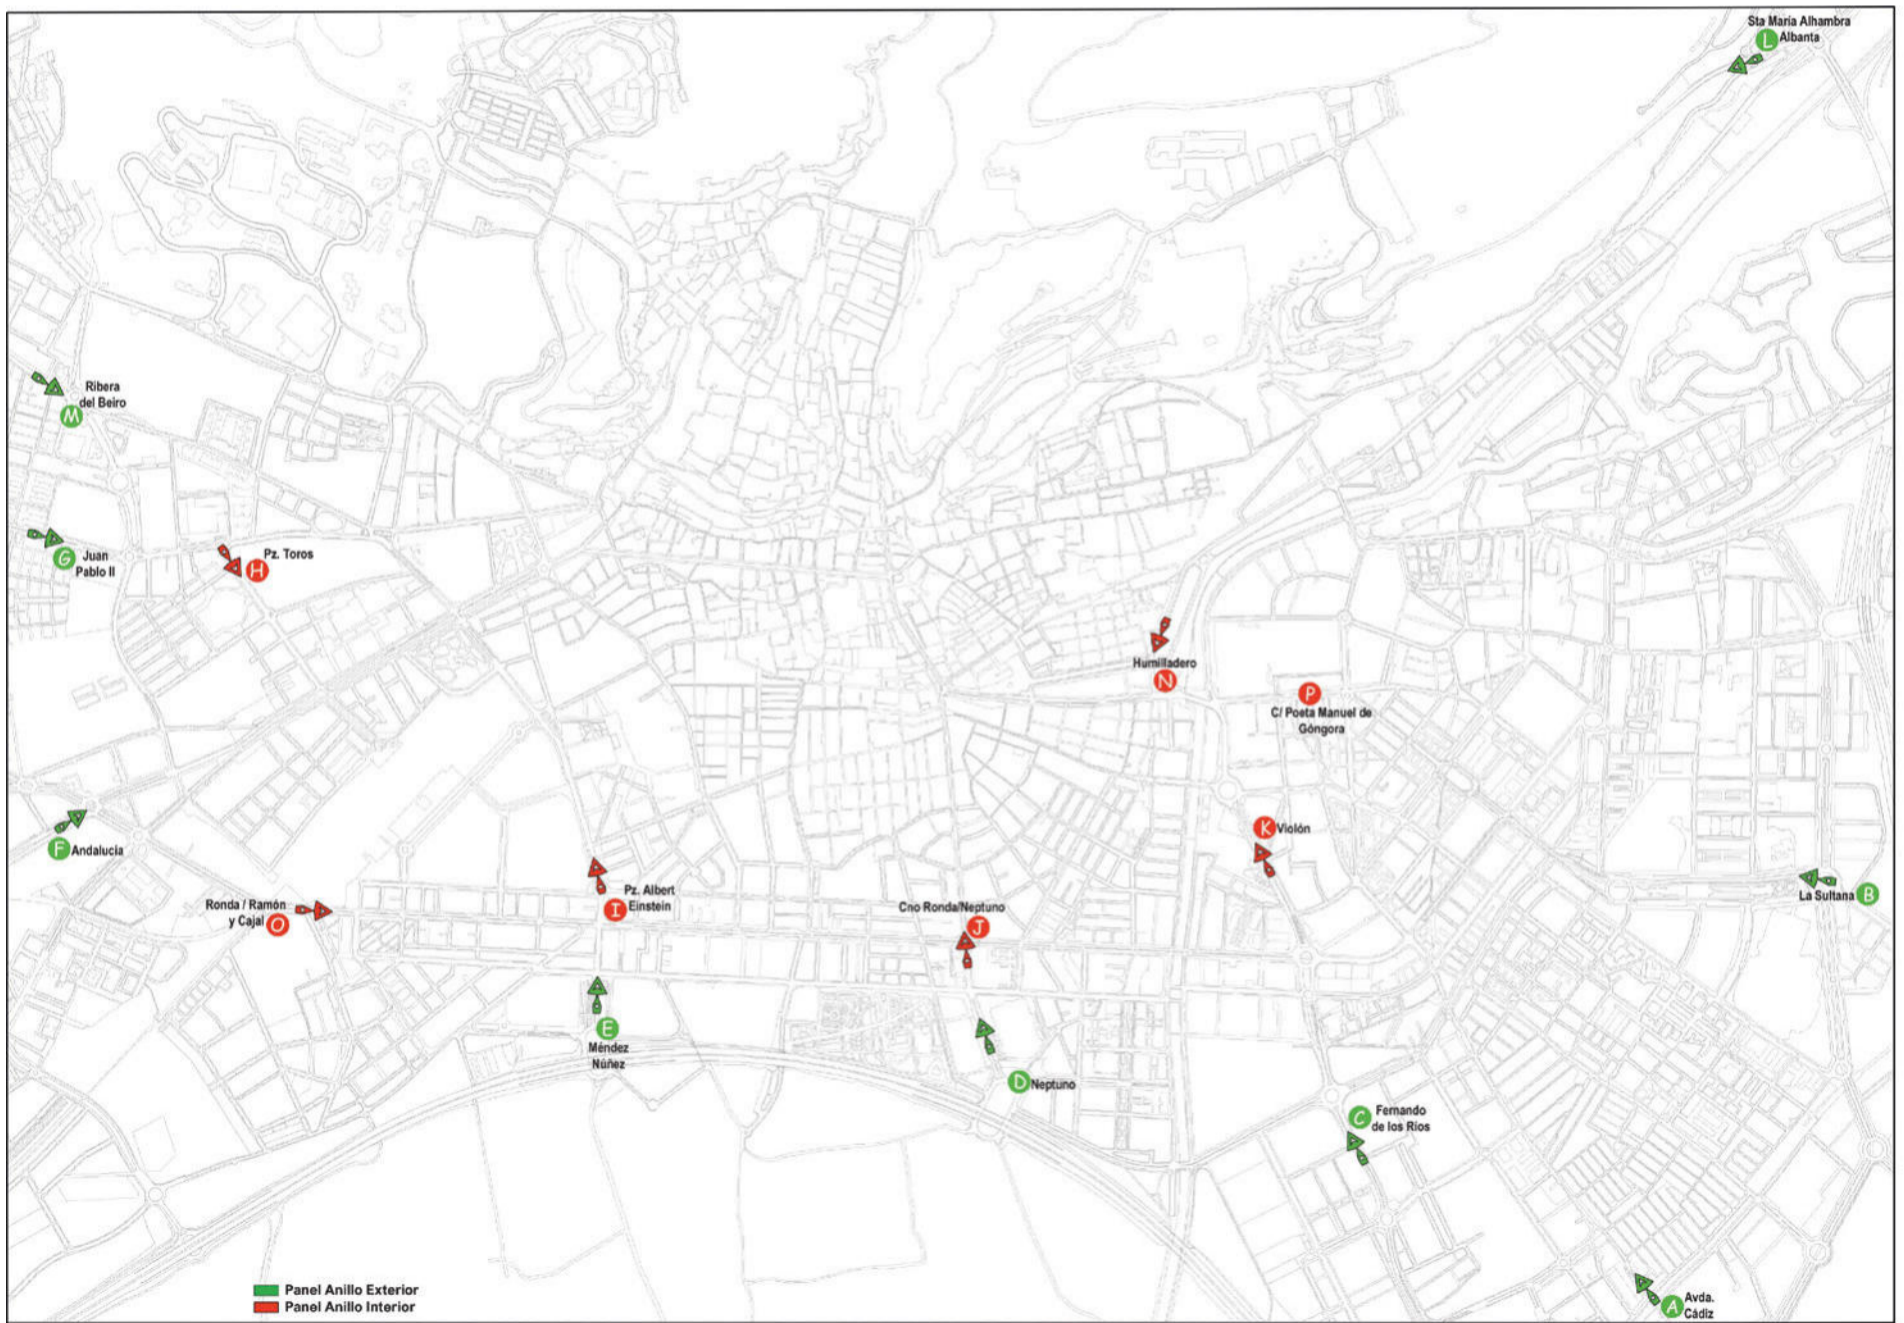 Sta María Alhambra
L Albanta
Ribera
del Beiro
M
G Juan
Pablo II
Pz. Toros
H
Humilladero
N
P
C/ Poeta Manuel de
Góngora
K Violón
F Andalucía
Ronda / Ramón
y Cajal O
Pz. Albert
I Einstein
Cno Ronda/Neptuno
J
La Sultana B
E
Méndez
Núñez
D Neptuno
C Fernando
de los Ríos
Panel Anillo Exterior
Panel Anillo Interior
A Avda.
Cádiz